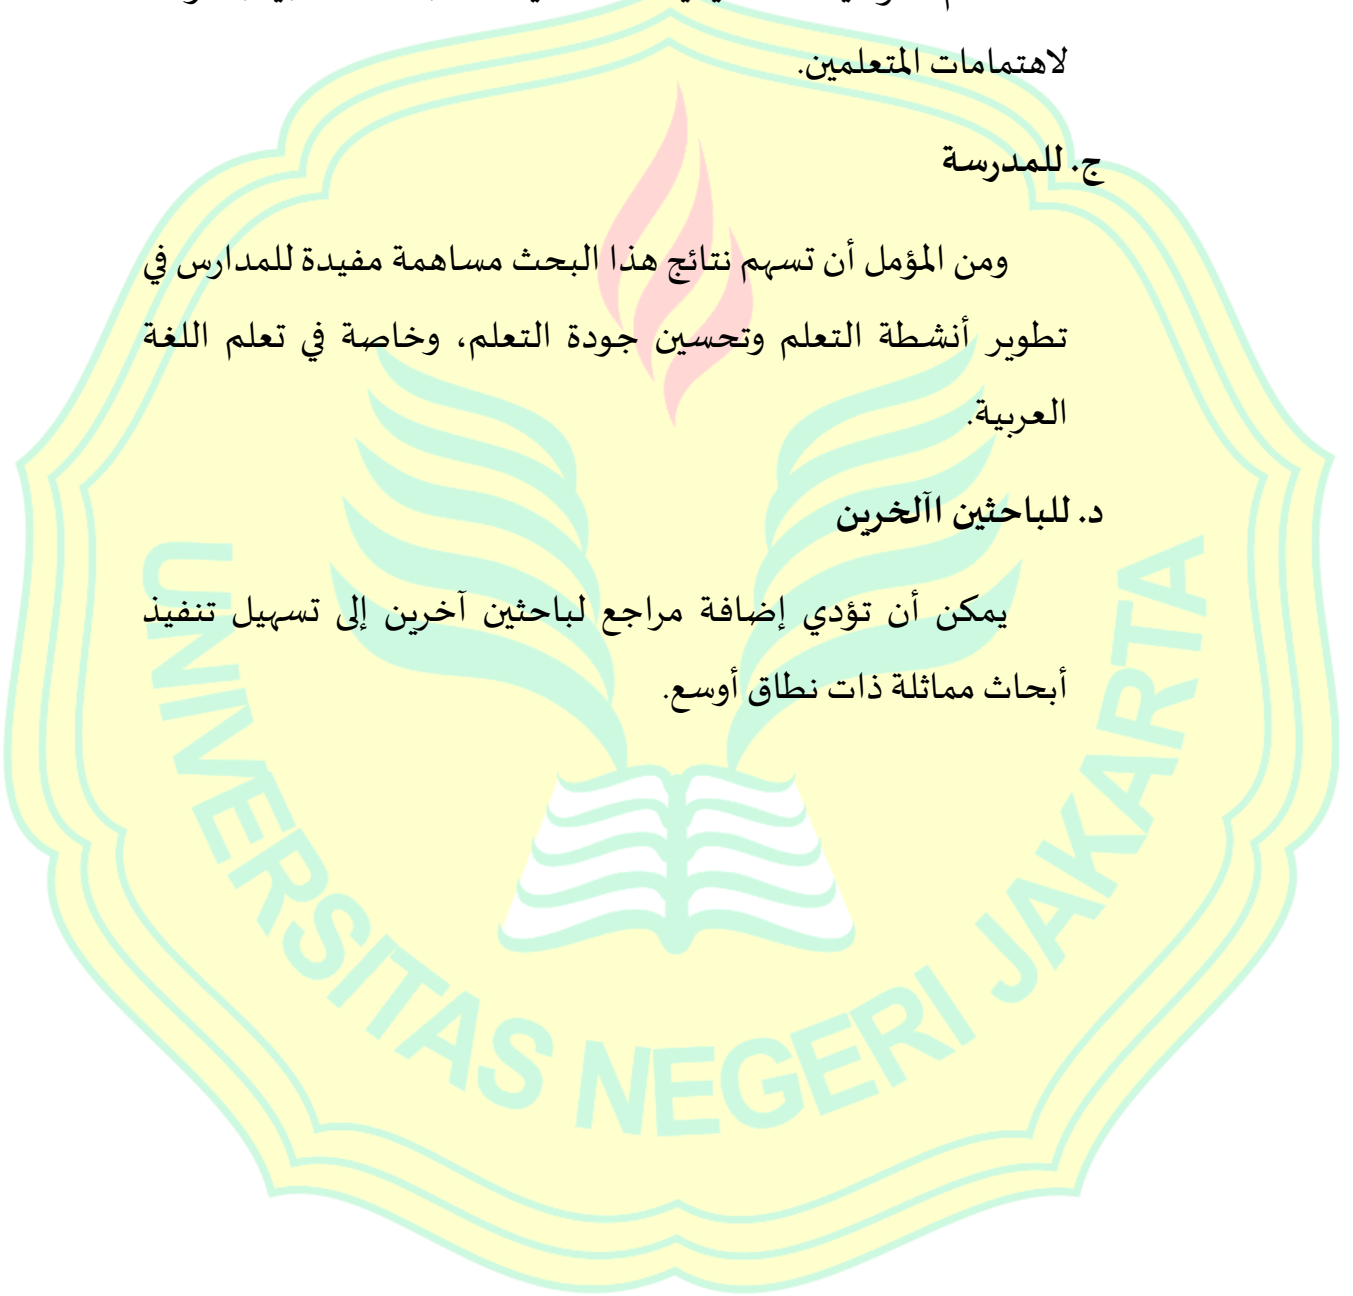 لاهتمامات المتعلمين.
ج. للمدرسة
ومن المؤمل أن تسهم نتائج هذا البحث مساهمة مفيدة للمدارس في
تطوير أنشطة التعلم وتحسين جودة التعلم، وخاصة في تعلم اللغة
العربية.
د. للباحثين اآلخرين
يمكن أن تؤدي إضافة مراجع لباحثين آخرين إلى تسهيل تنفيذ
أبحاث مماثلة ذات نطاق أوسع.
UNIVERSITAS NEGERI JAKARTA